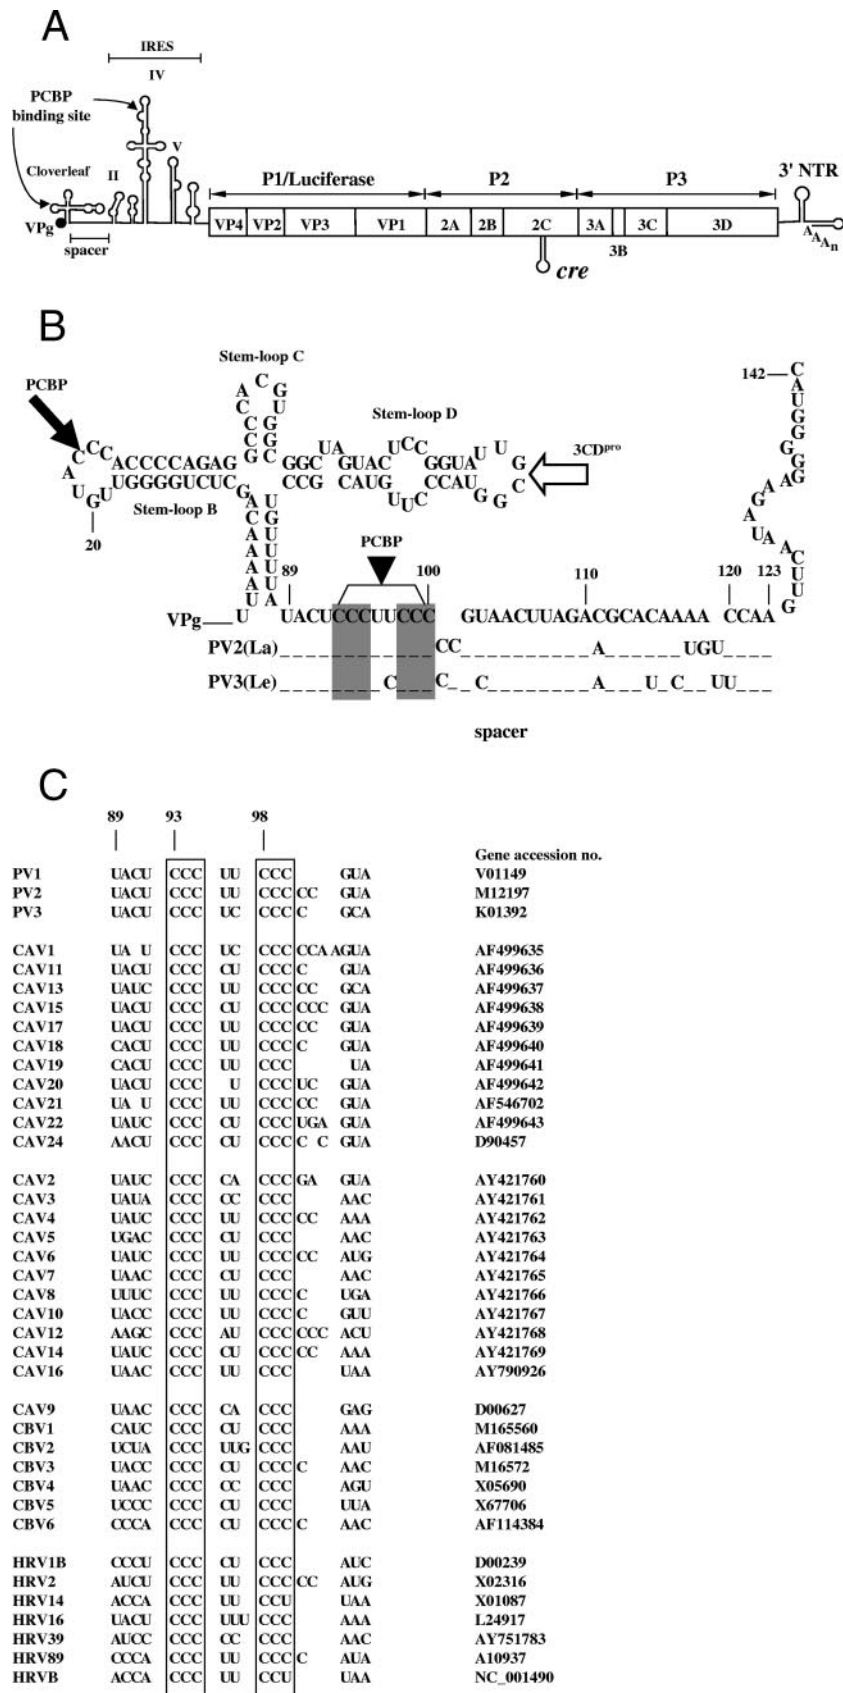 A
IRES
IV
PCBP
binding site
V
Cloverleaf
II
VPg
spacer
P1/Luciferase
P2
P3
3' NTR
VP4 VP2 VP3 VP1 2A 2B 2C 3A 3C 3D
3B
cre
AAAn
B
Stem-loop C
PCBP
Stem-loop D
3CDpro
Stem-loop B
20
142
PCBP
89 100 110 120 123
VPg
UACUCCCUUCCC GUAACUUAGACGCACAAAA CCAA
PV2(La) CC A UGU
PV3(Le) C C C A U C UU
spacer
C
89 93 98
Gene accession no.
PV1 UACU CCC UU CCC GUA V01149
PV2 UACU CCC UU CCC CC GUA M12197
PV3 UACU CCC UC CCC C GCA K01392
CAV1 UA U CCC UC CCC CCA AGUA AF499635
CAV11 UACU CCC CU CCC C GUA AF499636
CAV13 UAUC CCC UU CCC CC GCA AF499637
CAV15 UACU CCC CU CCC CCC GUA AF499638
CAV17 UACU CCC UU CCC CC GUA AF499639
CAV18 CACU CCC UU CCC C GUA AF499640
CAV19 CACU CCC UU CCC UA AF499641
CAV20 UACU CCC U CCC UC GUA AF499642
CAV21 UA U CCC UU CCC CC GUA AF546702
CAV22 UAUC CCC CU CCC UGA GUA AF499643
CAV24 AACU CCC CU CCC C C GUA D90457
CAV2 UAUC CCC CA CCC GA GUA AY421760
CAV3 UAUA CCC CC CCC AAC AY421761
CAV4 UAUC CCC UU CCC CC AAA AY421762
CAV5 UGAC CCC CU CCC AAC AY421763
CAV6 UAUC CCC UU CCC CC AUG AY421764
CAV7 UAAC CCC CU CCC AAC AY421765
CAV8 UUUC CCC UU CCC C UGA AY421766
CAV10 UACC CCC UU CCC C GUU AY421767
CAV12 AAGC CCC AU CCC CCC ACU AY421768
CAV14 UAUC CCC CU CCC CC AAA AY421769
CAV16 UAAC CCC UU CCC UAA AY790926
CAV9 UAAC CCC CA CCC GAG D00627
CBV1 CAUC CCC CU CCC AAA M165560
CBV2 UCUA CCC UUG CCC AAU AF081485
CBV3 UACC CCC CU CCC C AAC M16572
CBV4 UAAC CCC CC CCC AGU X05690
CBV5 UCCC CCC CU CCC UUA X67706
CBV6 CCCA CCC CU CCC C AAC AF114384
HRV1B CCCU CCC CU CCC AUC D00239
HRV2 AUCU CCC UU CCC CC AUG X02316
HRV14 ACCA CCC UU CCU UAA X01087
HRV16 UACU CCC UUU CCC AAA L24917
HRV39 AUCC CCC CC CCC AAC AY751783
HRV89 CCCA CCC UU CCC C AUA A10937
HRVB ACCA CCC UU CCU UAA NC_001490